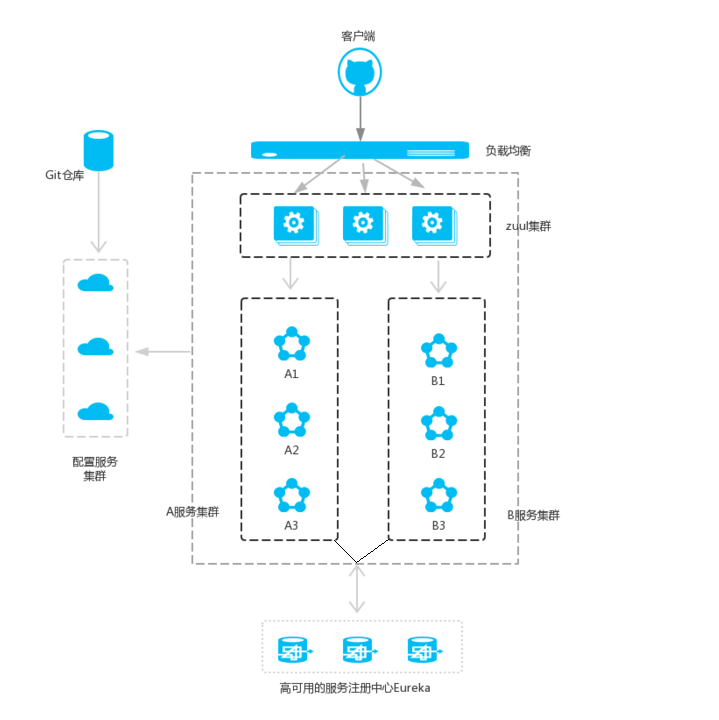 客户端
负载均衡
Git仓库
zuul集群
A1
B1
A2
B2
配置服务
集群
A服务集群
B服务集群
A3
B3
高可用的服务注册中心Eureka